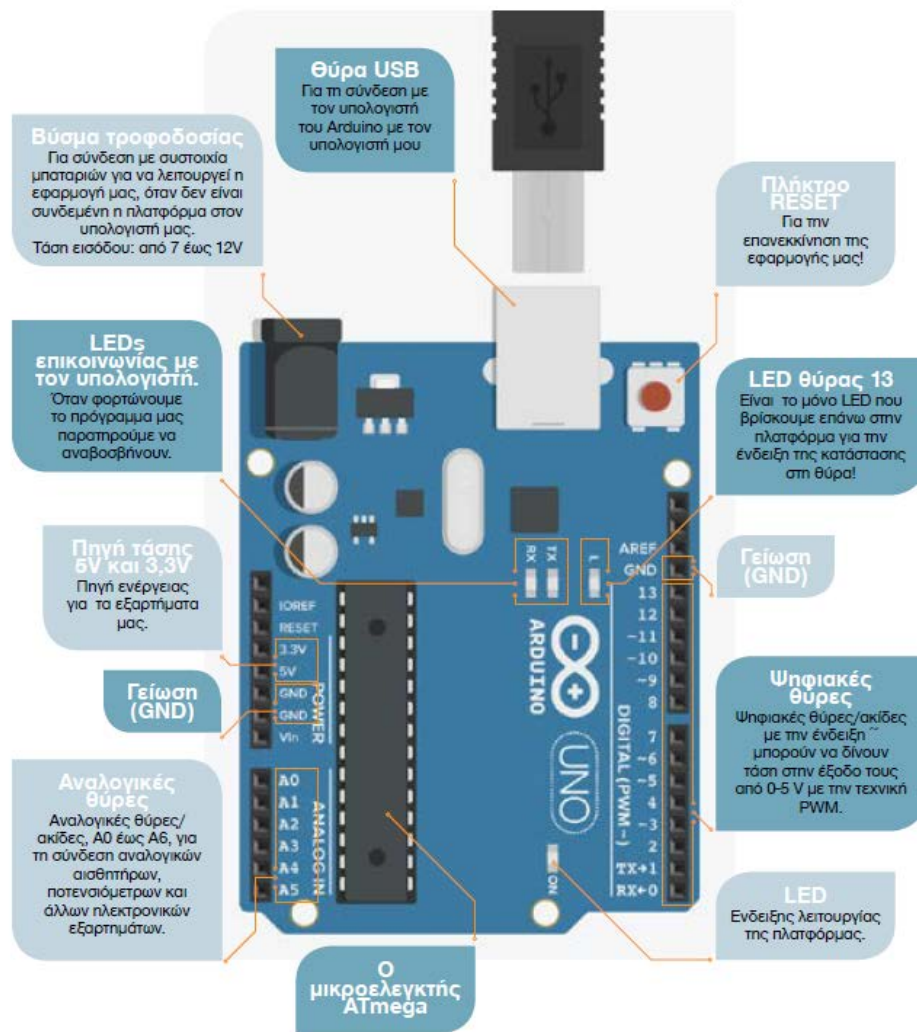 Θύρα USB
Για τη σύνδεση με
τον υπολογιστή
του Arduino με τον
υπολογιστή μου
Βύσμα τροφοδοσίας
Για σύνδεση με συστοιχία
μπαταριών για να λειτουργεί η
εφαρμογή μας, όταν δεν είναι
συνδεμένη η πλατφόρμα στον
υπολογιστή μας.
Τάση εισόδου: από 7 έως 12V
Πλήκτρο
RESET
Για την
επανεκκίνηση της
εφαρμογής μας!
LEDs
επικοινωνίας με
τον υπολογιστή.
Όταν φορτώνουμε
το πρόγραμμα μας
παρατηρούμε να
αναβοσβήνουν.
LED θύρας 13
Είναι το μόνο LED που
βρίσκουμε επάνω στην
πλατφόρμα για την
ένδειξη της κατάστασης
στη θύρα!
Πηγή τάσης
5V και 3,3V
Πηγή ενέργειας
για τα εξαρτήματα
μας.
Γείωση
(GND)
Γείωση
(GND)
Ψηφιακές
θύρες
Ψηφιακές θύρες/ακίδες
με την ένδειξη ~
μπορούν να δίνουν
τάση στην έξοδο τους
από 0-5 V με την τεχνική
PWM.
Αναλογικές
θύρες
Αναλογικές θύρες/
ακίδες, A0 έως A6, για
τη σύνδεση αναλογικών
αισθητήρων,
ποτενσιόμετρων και
άλλων ηλεκτρονικών
εξαρτημάτων.
LED
Ενδειξης λειτουργίας
της πλατφόρμας.
Ο
μικροελεγκτής
ATmega
IOREF
RESET
3.3V
5V
GND
GND
Vin
POWER
A0
A1
A2
A3
A4
A5
ANALOG IN
RX
TX
L
ARDUINO
UNO
ON
AREF
GND
13
12
~11
~10
~9
8
7
~6
~5
4
~3
2
TX→1
RX←0
DIGITAL (PWM~)